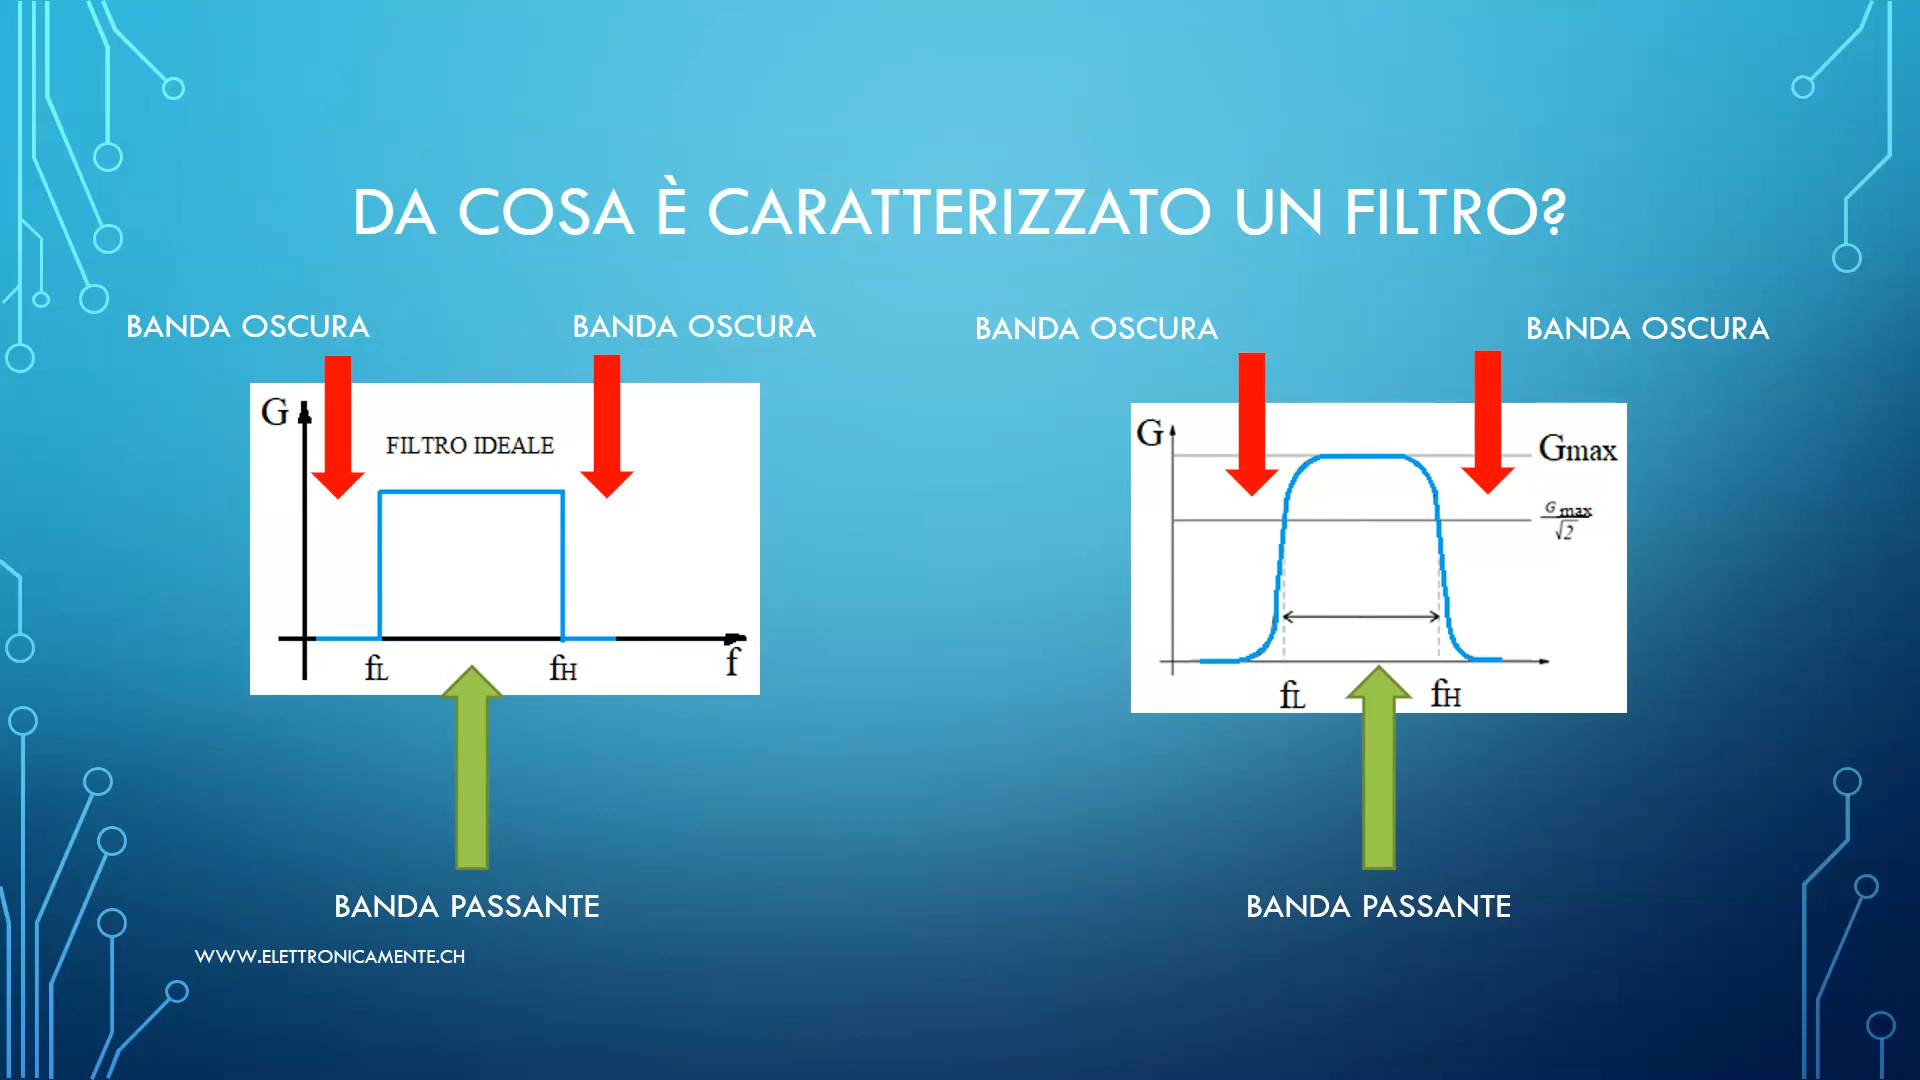 DA COSA È CARATTERIZZATO UN FILTRO?
BANDA OSCURA
BANDA OSCURA
BANDA OSCURA
BANDA OSCURA
G
FILTRO IDEALE
fL
fH
f
G
Gmax
G max
√2
fL
fH
BANDA PASSANTE
BANDA PASSANTE
WWW.ELETTRONICAMENTE.CH